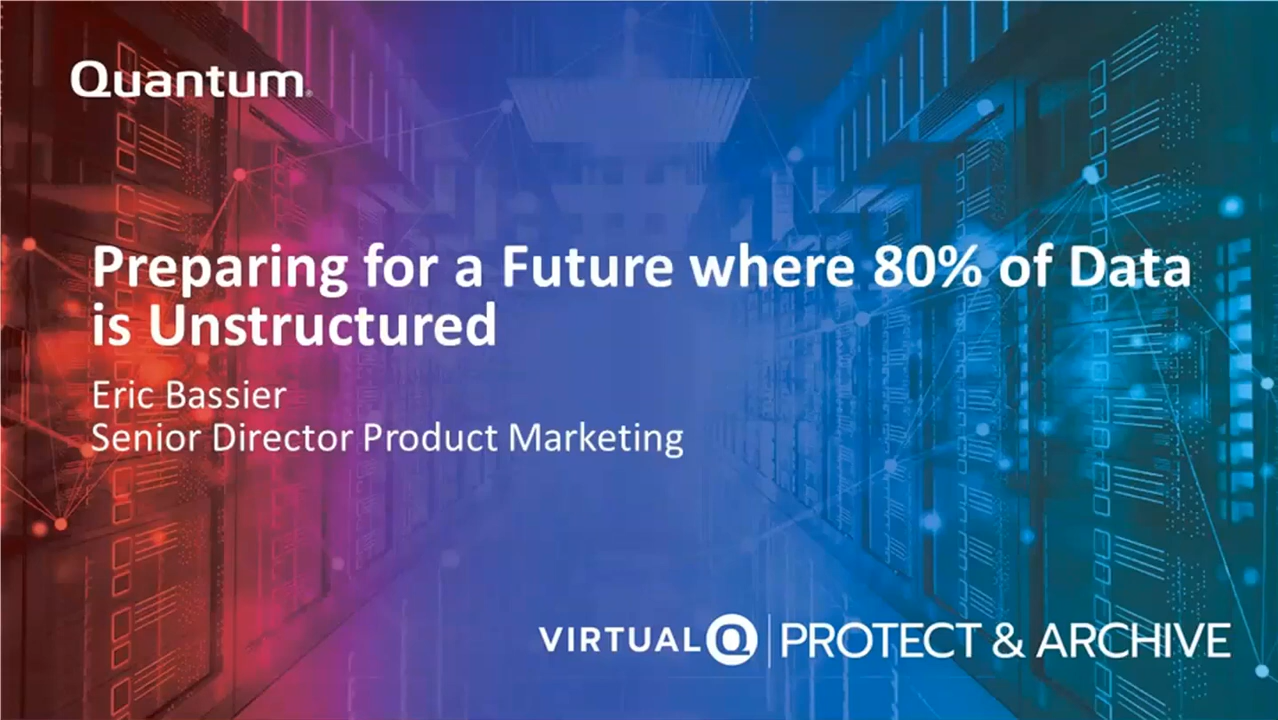 Quantum®
Preparing for a Future where 80% of Data
is Unstructured
Eric Bassier
Senior Director Product Marketing
VIRTUAL Q | PROTECT & ARCHIVE